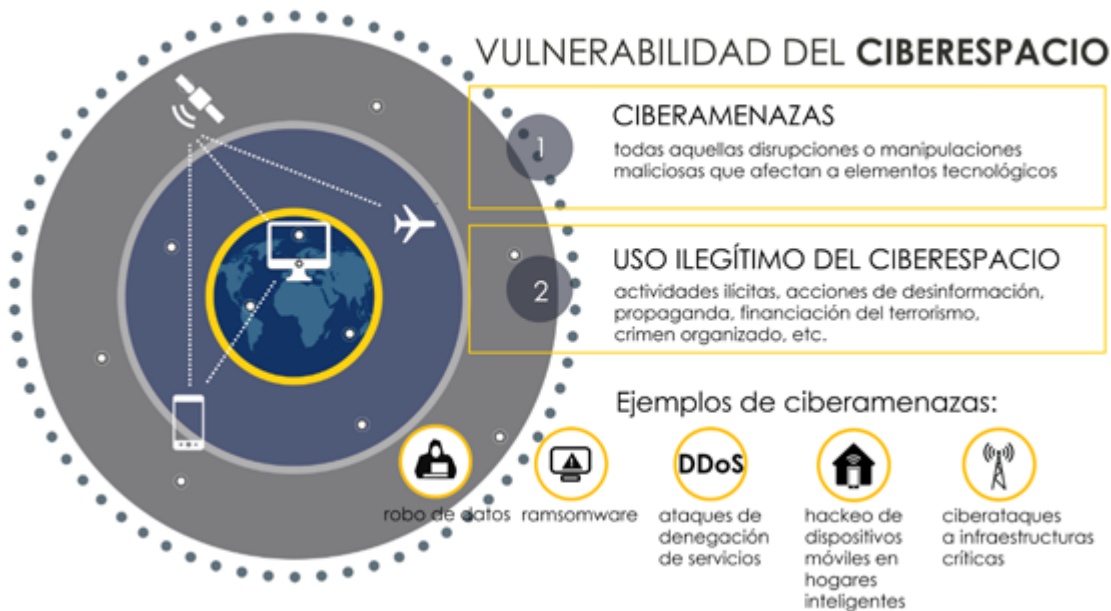 VULNERABILIDAD DEL CIBERESPACIO
1
CIBERAMENAZAS
todas aquellas disrupciones o manipulaciones
maliciosas que afectan a elementos tecnológicos
2
USO ILEGÍTIMO DEL CIBERESPACIO
actividades ilícitas, acciones de desinformación,
propaganda, financiación del terrorismo,
crimen organizado, etc.
Ejemplos de ciberamenazas:
robo de datos
ramsomware
DDoS
ataques de
denegación
de servicios
hackeo de
dispositivos
móviles en
hogares
inteligentes
ciberataques
a infraestructuras
críticas